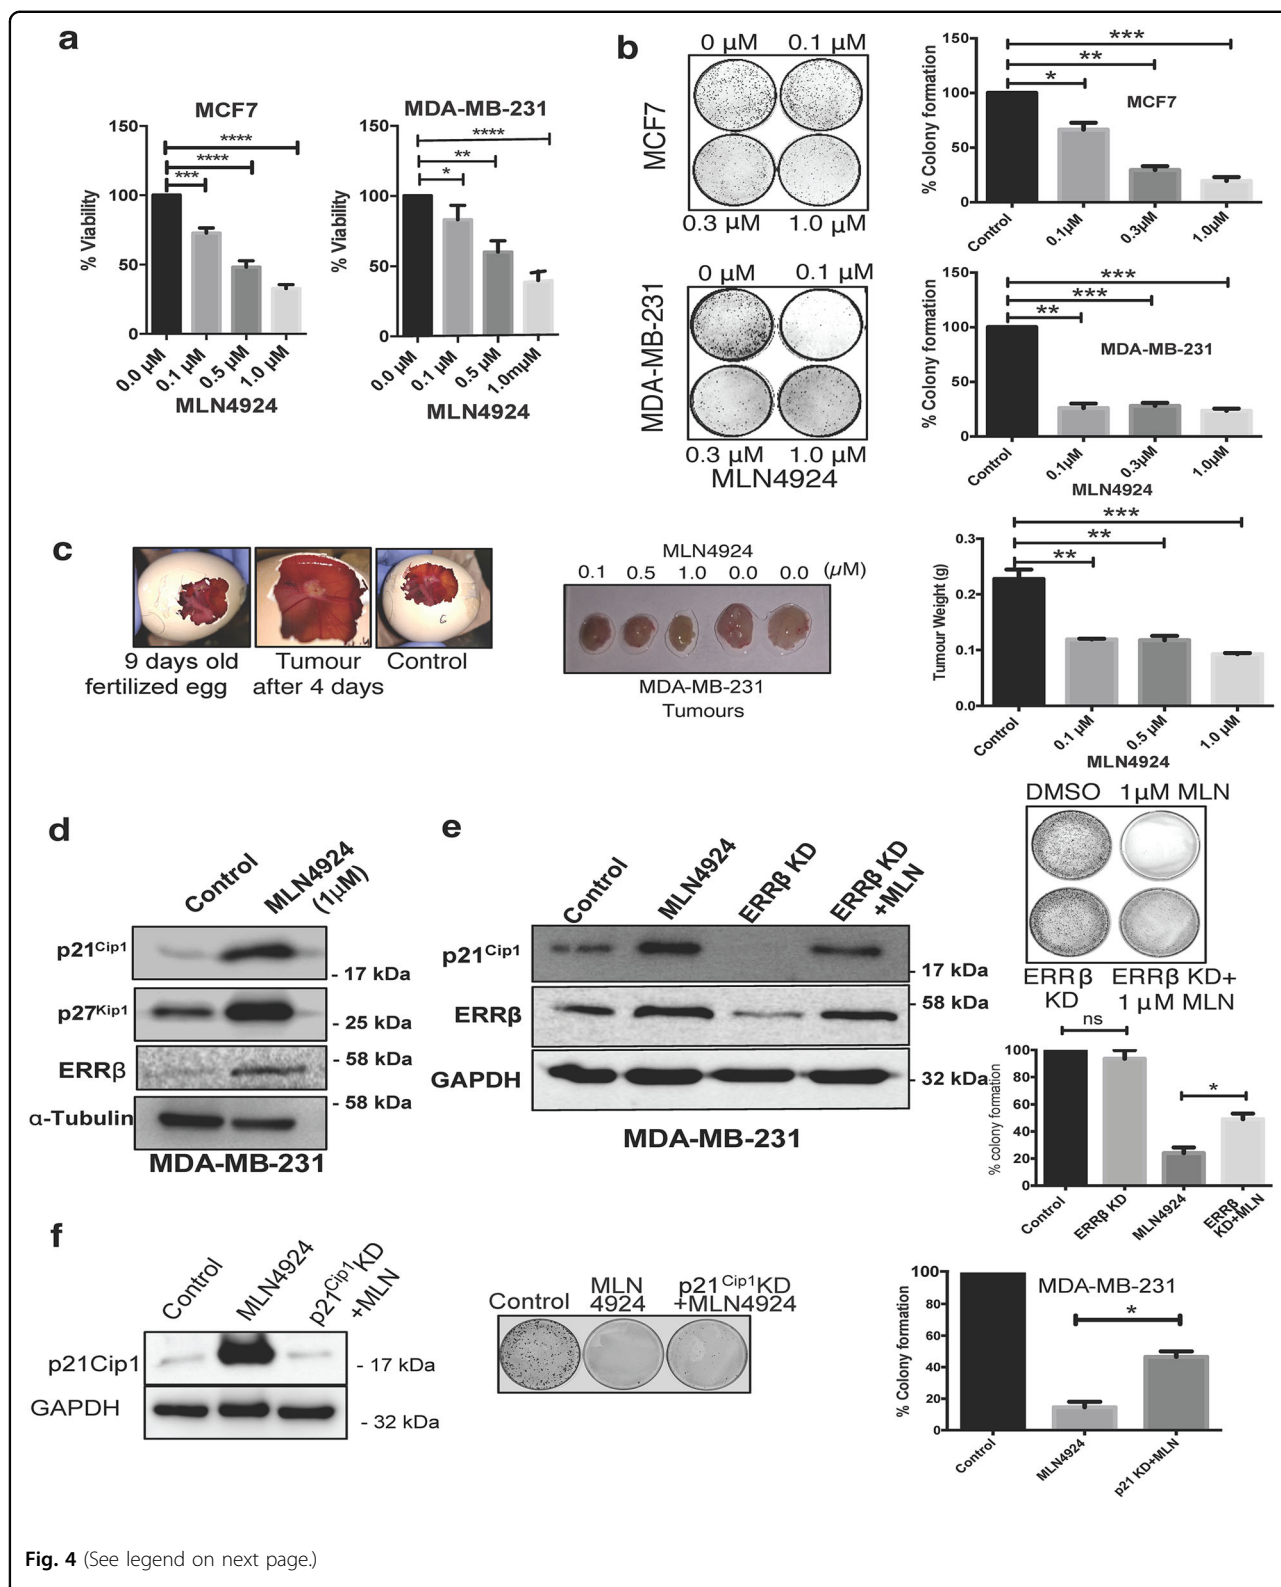 a
MCF7
150
100
50
0
% Viability
***
****
****
0.0 µM
0.1 µM
0.5 µM
1.0 µM
MLN4924
MDA-MB-231
150
100
50
0
% Viability
*
**
****
0.0 µM
0.1 µM
0.5 µM
1.0mµM
MLN4924
b
0 µM 0.1 µM
MCF7
0.3 µM 1.0 µM
0 µM 0.1 µM
MDA-MB-231
0.3 µM 1.0 µM
MLN4924
150
100
50
0
% Colony formation
***
**
*
MCF7
Control
0.1µM
0.3µM
1.0µM
150
100
50
0
% Colony formation
***
***
**
MDA-MB-231
Control
0.1µM
0.3µM
1.0µM
MLN4924
c
9 days old
fertilized egg
Tumour
after 4 days
Control
MLN4924
0.1 0.5 1.0 0.0 0.0 (µM)
MDA-MB-231
Tumours
0.3
0.2
0.1
0.0
Tumour Weight (g)
***
**
**
Control
0.1 µM
0.5 µM
1.0 µM
MLN4924
d
Control
MLN4924
(1µM)
p21Cip1
- 17 kDa
p27Kip1
- 25 kDa
ERRβ
- 58 kDa
α-Tubulin
- 58 kDa
MDA-MB-231
e
Control
MLN4924
ERRβ KD
ERRβ KD
+MLN
p21Cip1
- 17 kDa
ERRβ
- 58 kDa
GAPDH
- 32 kDa
MDA-MB-231
DMSO 1µM MLN
ERRβ
KD
ERRβ KD+
1 µM MLN
ns
*
100
80
60
40
20
0
% colony formation
Control
ERRβ KD
MLN4924
ERRβ
KD+MLN
f
Control
MLN4924
p21Cip1KD
+MLN
p21Cip1
- 17 kDa
GAPDH
- 32 kDa
Control
MLN
4924
p21Cip1KD
+MLN4924
MDA-MB-231
*
100
80
60
40
20
0
% Colony formation
Control
MLN4924
p21 KD+MLN
Fig. 4 (See legend on next page.)